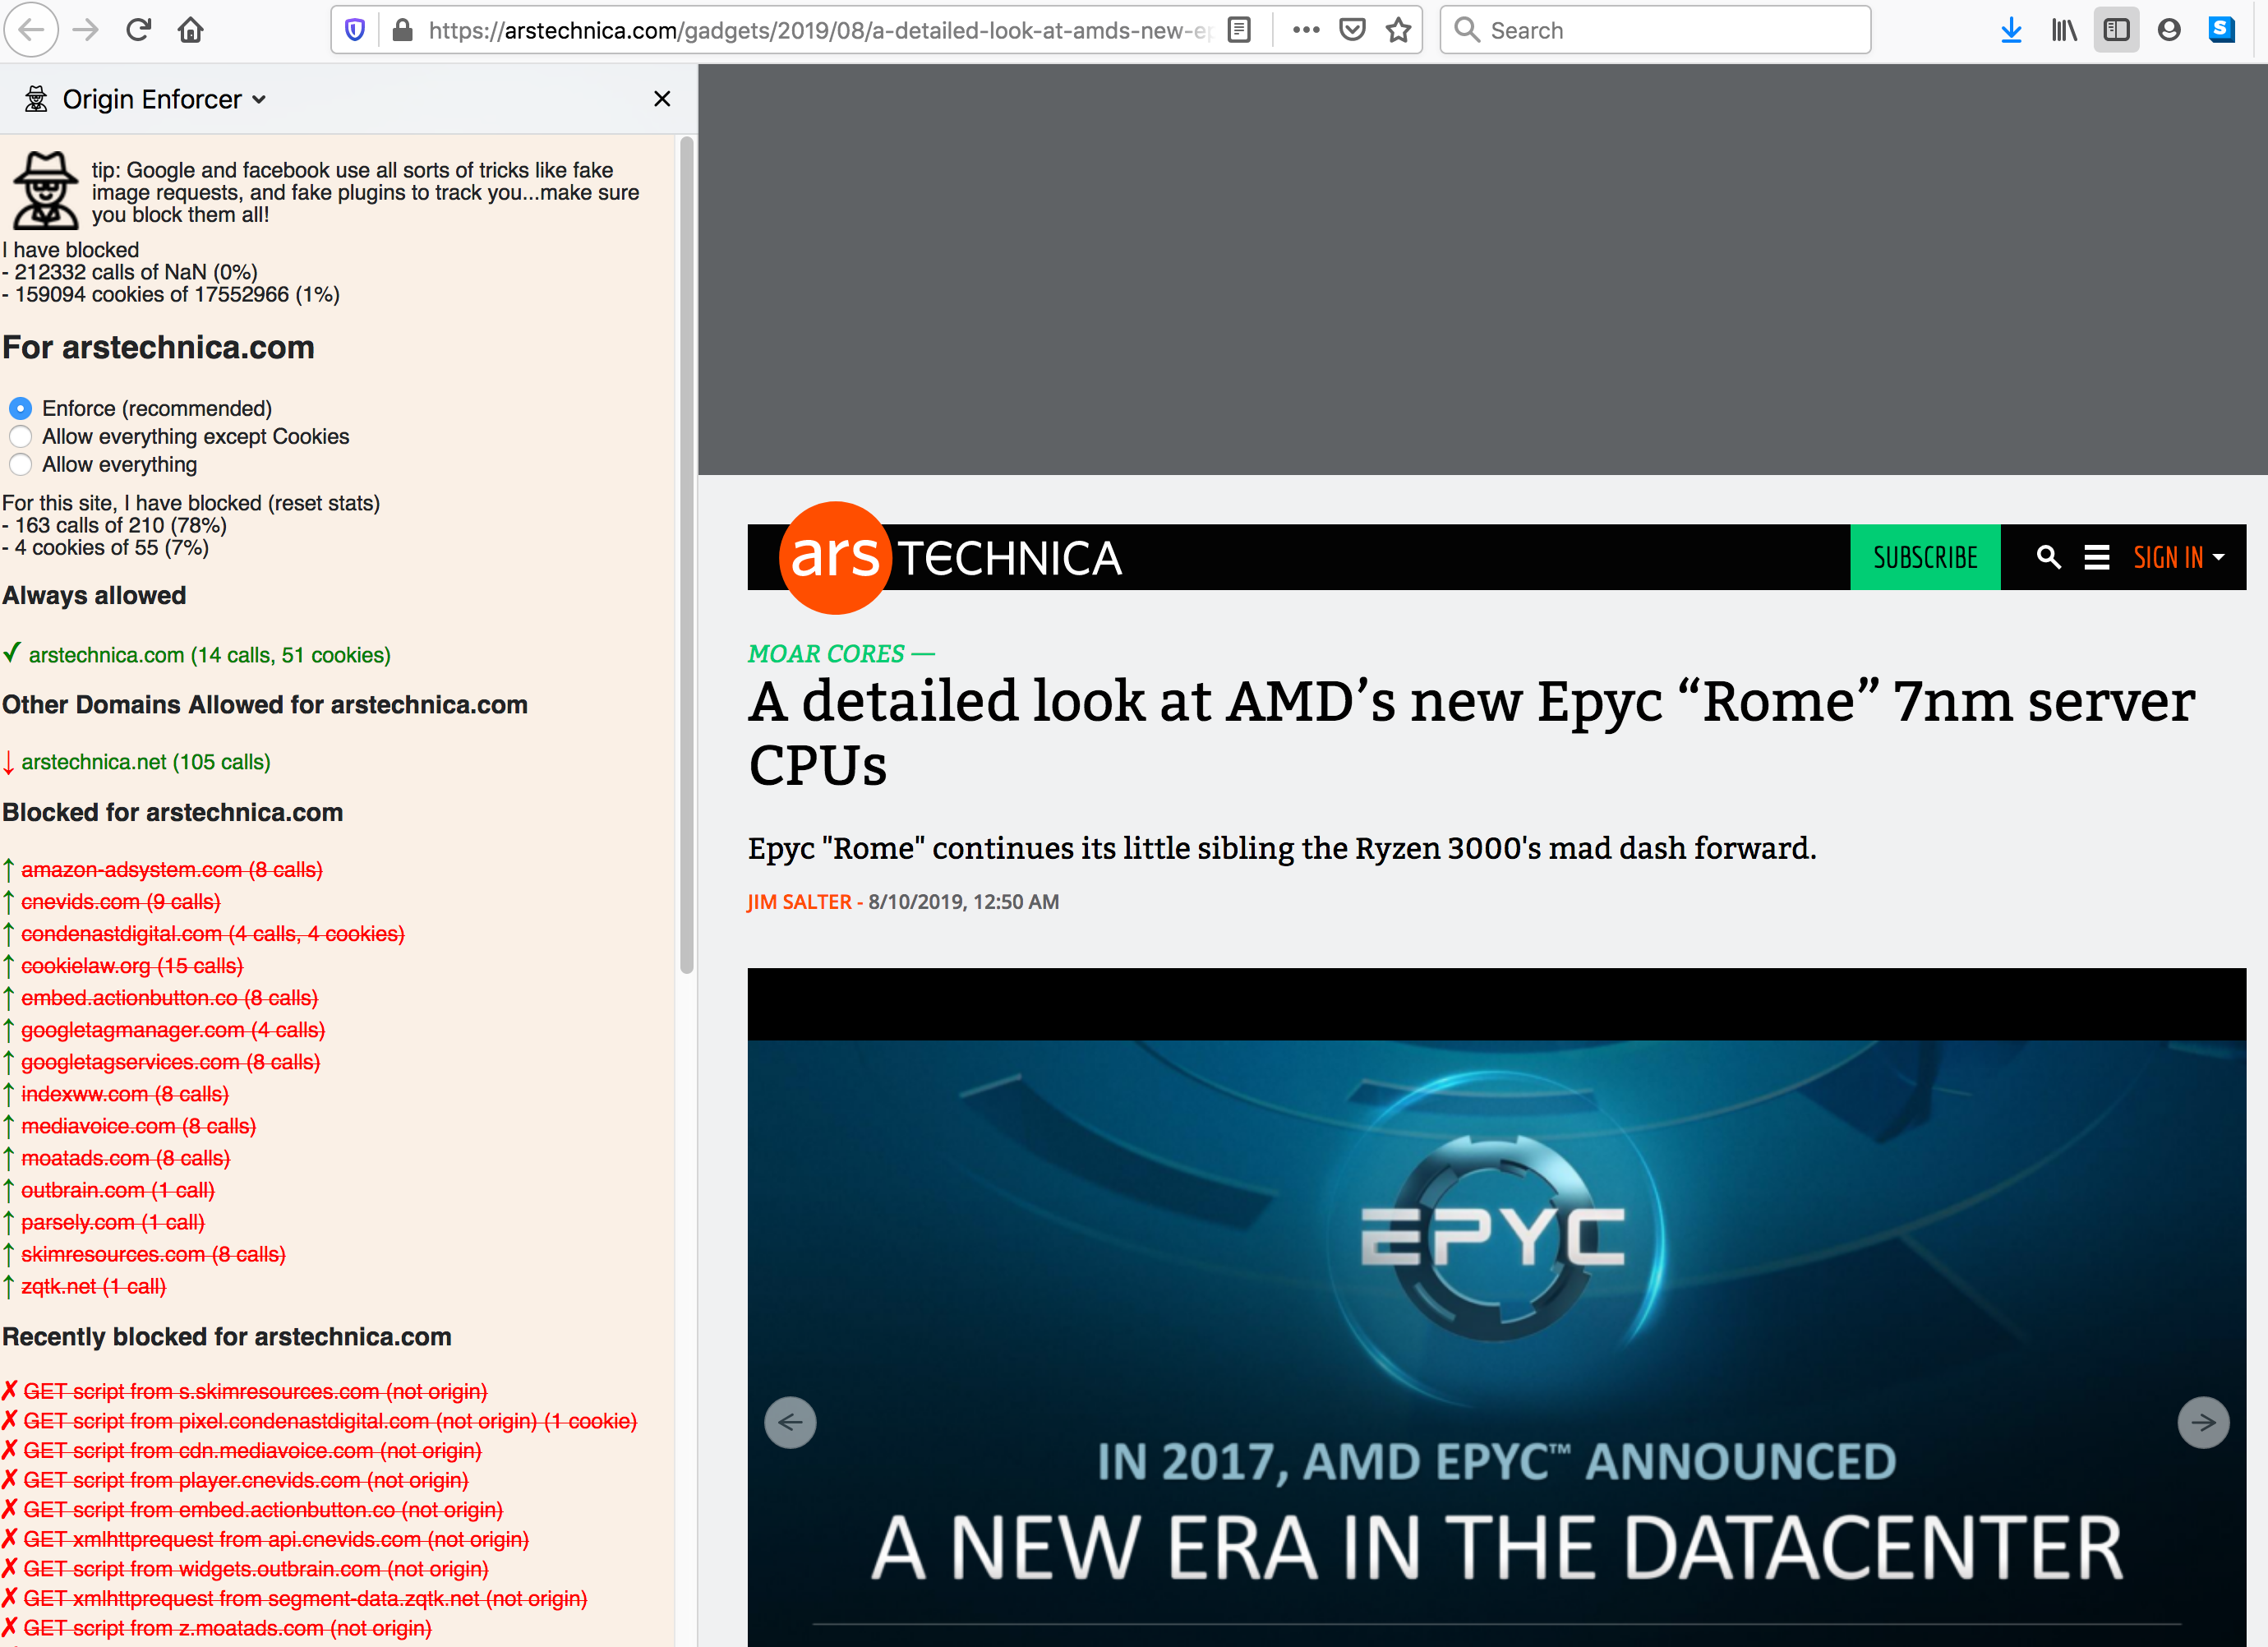 https://arstechnica.com/gadgets/2019/08/a-detailed-look-at-amds-new-ep
Search
S
Origin Enforcer
tip: Google and facebook use all sorts of tricks like fake
image requests, and fake plugins to track you...make sure
you block them all!
I have blocked
- 212332 calls of NaN (0%)
- 159094 cookies of 17552966 (1%)
For arstechnica.com
Enforce (recommended)
Allow everything except Cookies
Allow everything
For this site, I have blocked (reset stats)
- 163 calls of 210 (78%)
- 4 cookies of 55 (7%)
Always allowed
✓ arstechnica.com (14 calls, 51 cookies)
Other Domains Allowed for arstechnica.com
↓ arstechnica.net (105 calls)
Blocked for arstechnica.com
↑ amazon-adsystem.com (8 calls)
↑ cnevids.com (9 calls)
↑ condenastdigital.com (4 calls, 4 cookies)
↑ cookielaw.org (15 calls)
↑ embed.actionbutton.co (8 calls)
↑ googletagmanager.com (4 calls)
↑ googletagservices.com (8 calls)
↑ indexww.com (8 calls)
↑ mediavoice.com (8 calls)
↑ moatads.com (8 calls)
↑ outbrain.com (1 call)
↑ parsely.com (1 call)
↑ skimresources.com (8 calls)
↑ zqtk.net (1 call)
Recently blocked for arstechnica.com
✗ GET script from s.skimresources.com (not origin)
✗ GET script from pixel.condenastdigital.com (not origin) (1 cookie)
✗ GET script from cdn.mediavoice.com (not origin)
✗ GET script from player.cnevids.com (not origin)
✗ GET script from embed.actionbutton.co (not origin)
✗ GET xmlhttprequest from api.cnevids.com (not origin)
✗ GET script from widgets.outbrain.com (not origin)
✗ GET xmlhttprequest from segment-data.zqtk.net (not origin)
✗ GET script from z.moatads.com (not origin)
ars TECHNICA
SUBSCRIBE
SIGN IN
MOAR CORES —
A detailed look at AMD’s new Epyc “Rome” 7nm server
CPUs
Epyc "Rome" continues its little sibling the Ryzen 3000's mad dash forward.
JIM SALTER - 8/10/2019, 12:50 AM
EPYC
IN 2017, AMD EPYC™ ANNOUNCED
A NEW ERA IN THE DATACENTER